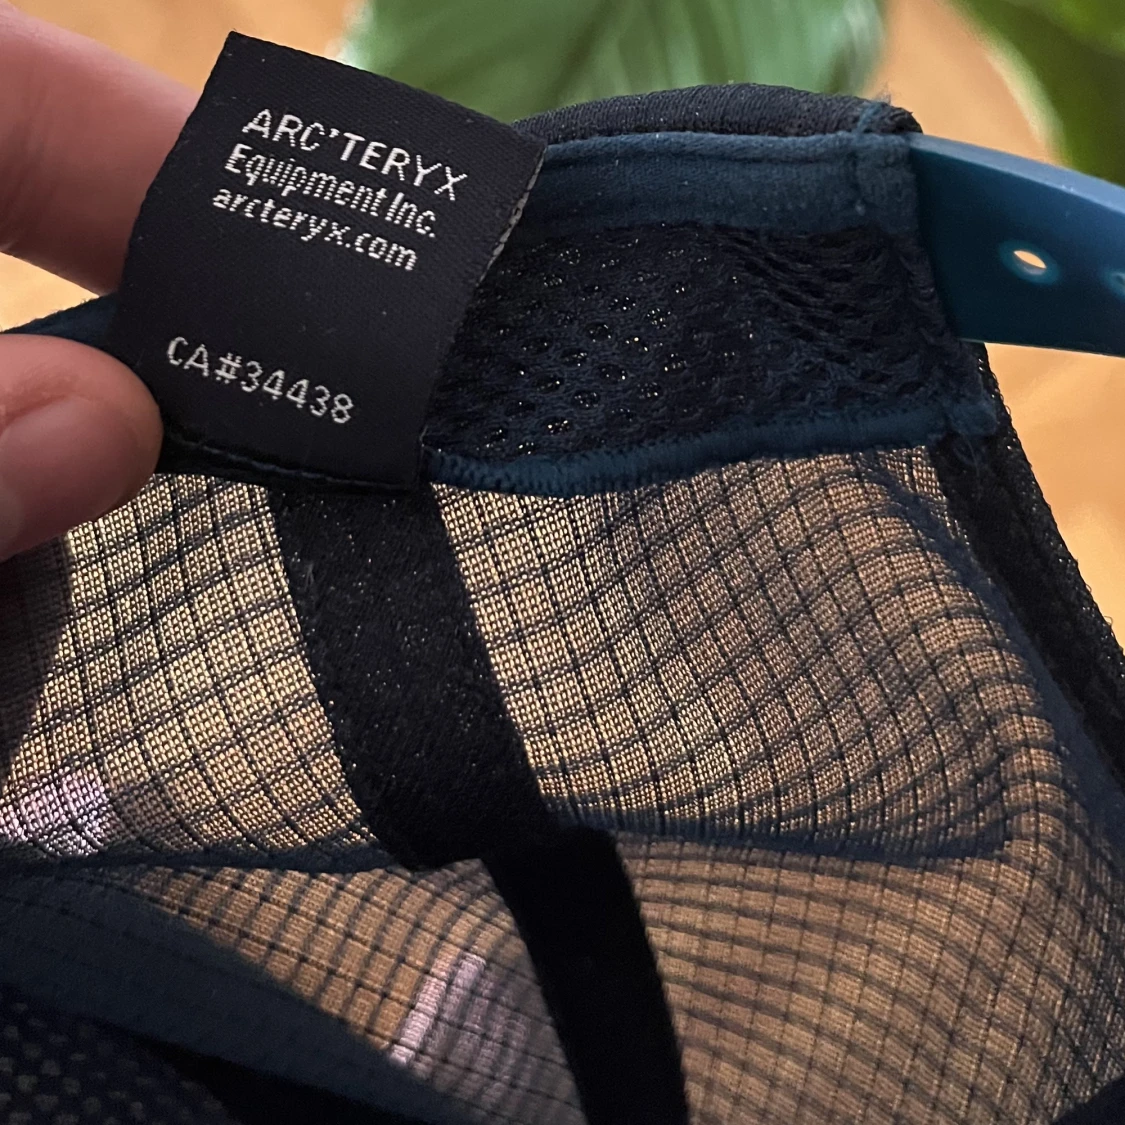 ARC'TERYX
Equipment Inc.
arcteryx.com
CA#34438